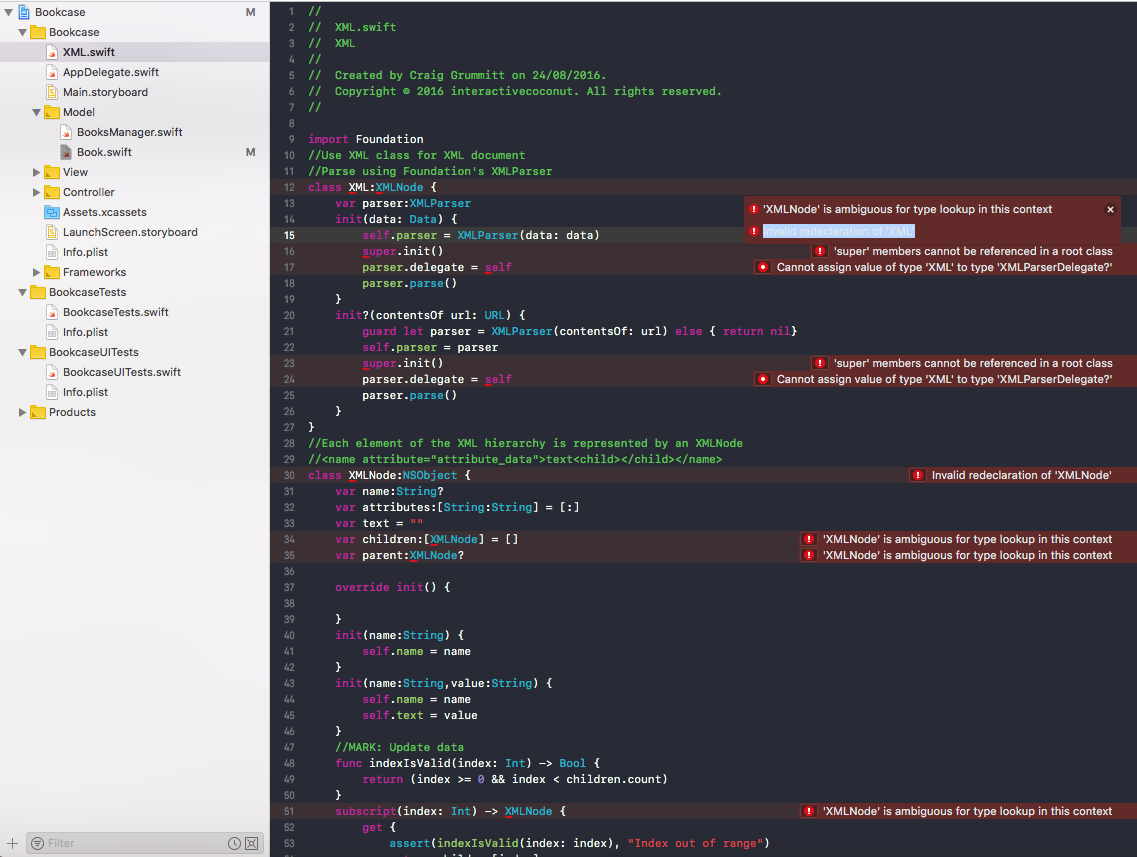 Bookcase M
Bookcase
XML.swift
AppDelegate.swift
Main.storyboard
Model
BooksManager.swift
Book.swift M
View
Controller
Assets.xcassets
LaunchScreen.storyboard
Info.plist
Frameworks
BookcaseTests
BookcaseTests.swift
Info.plist
BookcaseUITests
BookcaseUITests.swift
Info.plist
Products
Filter
1 //
2 //  XML.swift
3 //  XML
4 //
5 //  Created by Craig Grummitt on 24/08/2016.
6 //  Copyright © 2016 interactivecoconut. All rights reserved.
7 //
8
9 import Foundation
10 //Use XML class for XML document
11 //Parse using Foundation's XMLParser
12 class XML:XMLNode {
13     var parser:XMLParser
'XMLNode' is ambiguous for type lookup in this context
14     init(data: Data) {
Invalid redeclaration of 'XML'
15         self.parser = XMLParser(data: data)
16         super.init() 'super' members cannot be referenced in a root class
17         parser.delegate = self Cannot assign value of type 'XML' to type 'XMLParserDelegate?'
18         parser.parse()
19     }
20     init?(contentsOf url: URL) {
21         guard let parser = XMLParser(contentsOf: url) else { return nil}
22         self.parser = parser
23         super.init() 'super' members cannot be referenced in a root class
24         parser.delegate = self Cannot assign value of type 'XML' to type 'XMLParserDelegate?'
25         parser.parse()
26     }
27 }
28 //Each element of the XML hierarchy is represented by an XMLNode
29 //<name attribute="attribute_data">text<child></child></name>
30 class XMLNode:NSObject { Invalid redeclaration of 'XMLNode'
31     var name:String?
32     var attributes:[String:String] = [:]
33     var text = ""
34     var children:[XMLNode] = [] 'XMLNode' is ambiguous for type lookup in this context
35     var parent:XMLNode? 'XMLNode' is ambiguous for type lookup in this context
36
37     override init() {
38
39     }
40     init(name:String) {
41         self.name = name
42     }
43     init(name:String,value:String) {
44         self.name = name
45         self.text = value
46     }
47     //MARK: Update data
48     func indexIsValid(index: Int) -> Bool {
49         return (index >= 0 && index < children.count)
50     }
51     subscript(index: Int) -> XMLNode { 'XMLNode' is ambiguous for type lookup in this context
52         get {
53             assert(indexIsValid(index: index), "Index out of range")